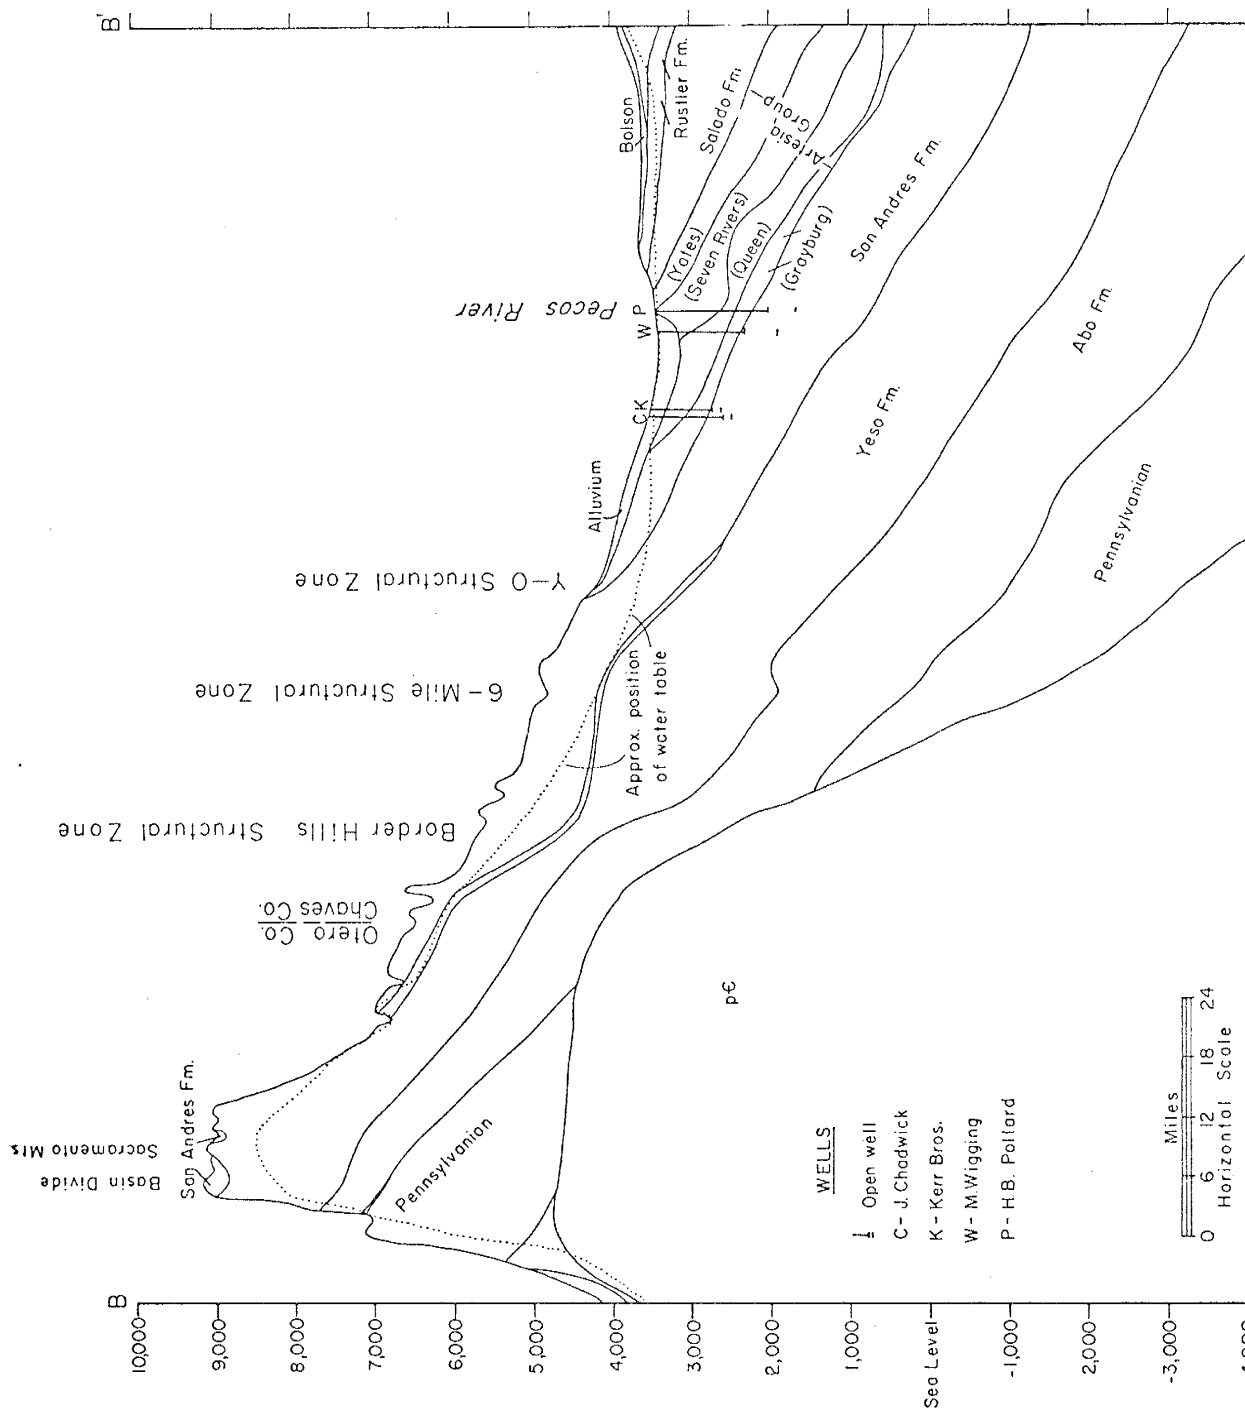 B
B'
Basin Divide
Sacramento Mts.
San Andres Fm.
Otero Co.
Chaves Co.
Border Hills Structural Zone
6-Mile Structural Zone
Y-O Structural Zone
Pecos River
C K
W P
Alluvium
Bolson
Rustler Fm.
Salado Fm.
Artesia Group
(Yates)
(Seven Rivers)
(Queen)
(Grayburg)
San Andres Fm.
Yeso Fm.
Abo Fm.
Pennsylvanian
Pennsylvanian
Approx. position
of water table
p€
10,000
9,000
8,000
7,000
6,000
5,000
4,000
3,000
2,000
1,000
Sea Level
-1,000
2,000
-3,000
WELLS
Open well
C - J. Chadwick
K - Kerr Bros.
W - M. Wigging
P - H.B. Pollard
Miles
0 6 12 18 24
Horizontal Scale